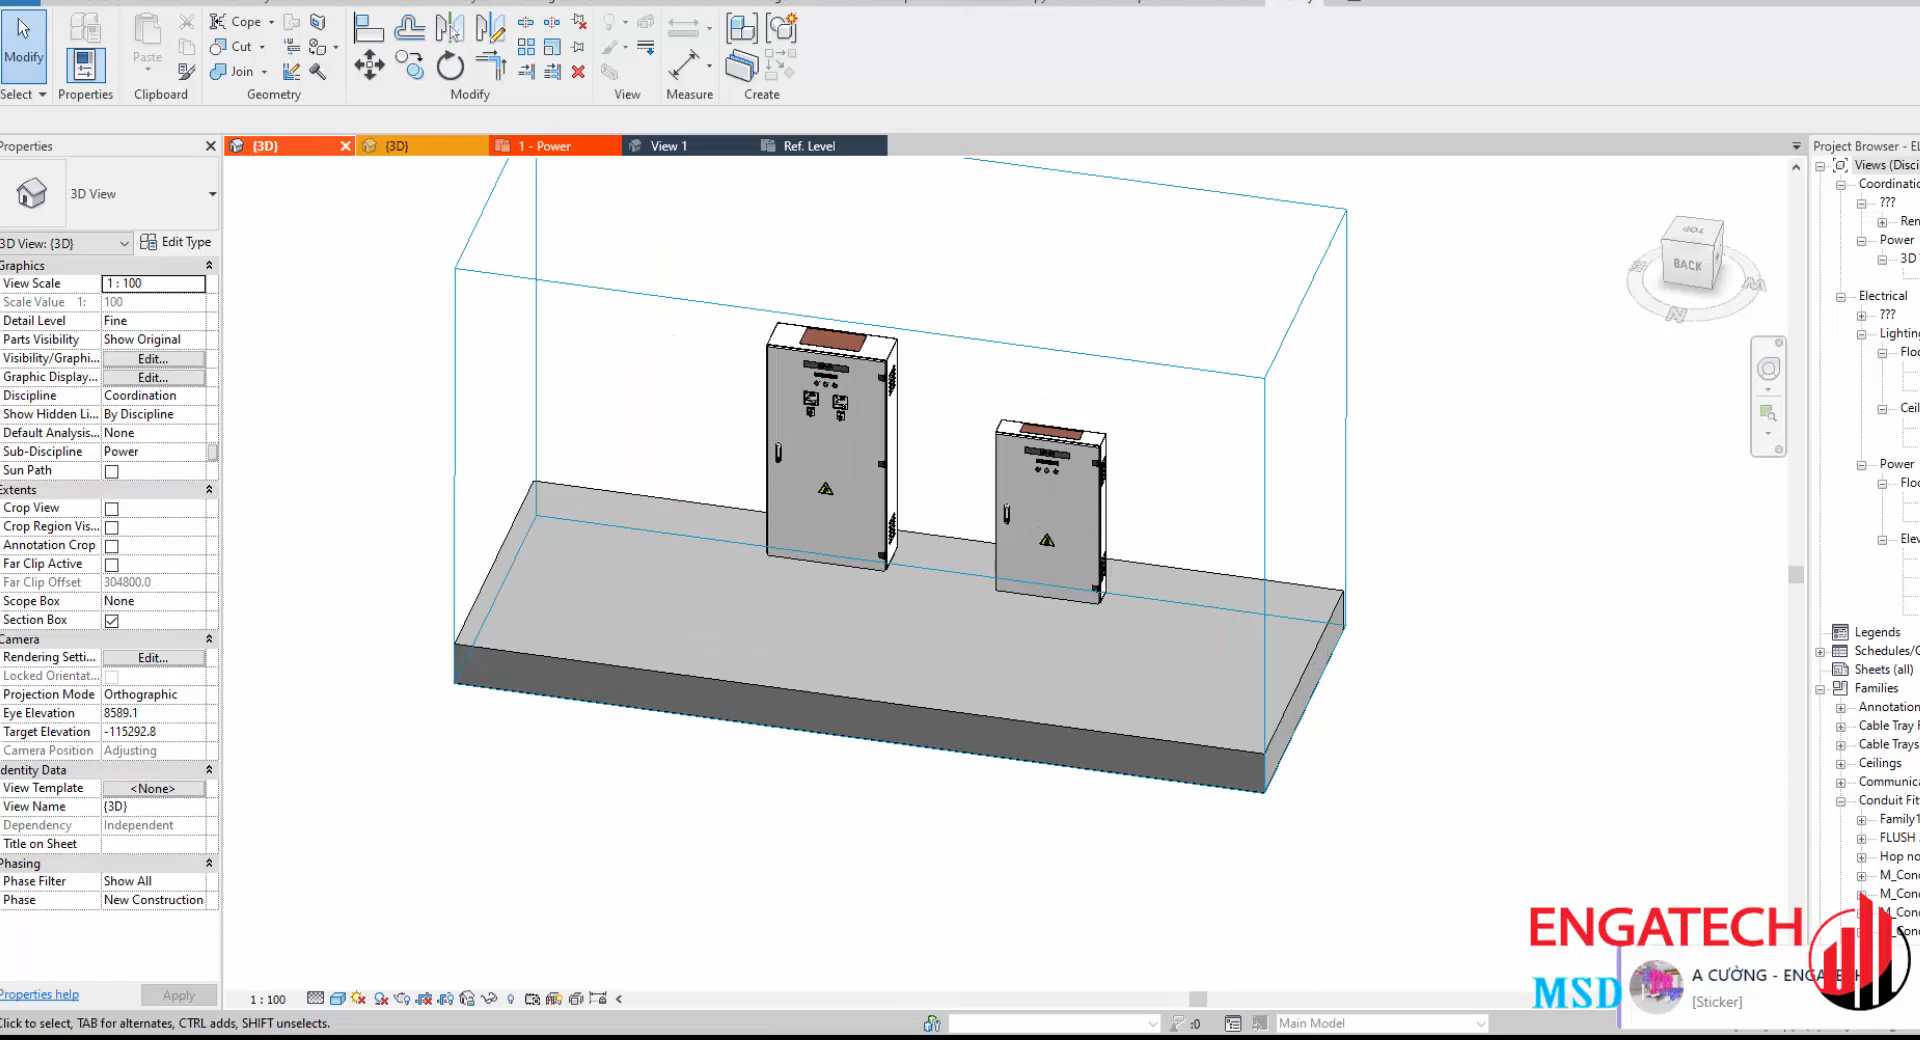 Modify
Select
Properties
Paste
Clipboard
Cope
Cut
Join
Geometry
Modify
View
Measure
Create
Properties
3D View
3D View: {3D}
Edit Type
Graphics
View Scale 1 : 100
Scale Value 1: 100
Detail Level Fine
Parts Visibility Show Original
Visibility/Graphi... Edit...
Graphic Display... Edit...
Discipline Coordination
Show Hidden Li... By Discipline
Default Analysis... None
Sub-Discipline Power
Sun Path
Extents
Crop View
Crop Region Vis...
Annotation Crop
Far Clip Active
Far Clip Offset 304800.0
Scope Box None
Section Box
Camera
Rendering Setti... Edit...
Locked Orientat...
Projection Mode Orthographic
Eye Elevation 8589.1
Target Elevation -115292.8
Camera Position Adjusting
Identity Data
View Template <None>
View Name {3D}
Dependency Independent
Title on Sheet
Phasing
Phase Filter Show All
Phase New Construction
Properties help
Apply
{3D}
{3D}
1 - Power
View 1
Ref. Level
TOP
BACK
N
Project Browser - EL
Views (Disci
Coordinatio
???
Ren
Power
3D
Electrical
???
Lighting
Floo
Ceil
Power
Floo
Elev
Legends
Schedules/Q
Sheets (all)
Families
Annotation
Cable Tray F
Cable Trays
Ceilings
Communica
Conduit Fit
Family1
FLUSH
Hop no
M_Conc
M_Conc
ENGATECH
MSD
A CƯỜNG - ENGATECH
[Sticker]
1 : 100
Click to select, TAB for alternates, CTRL adds, SHIFT unselects.
:0
Main Model